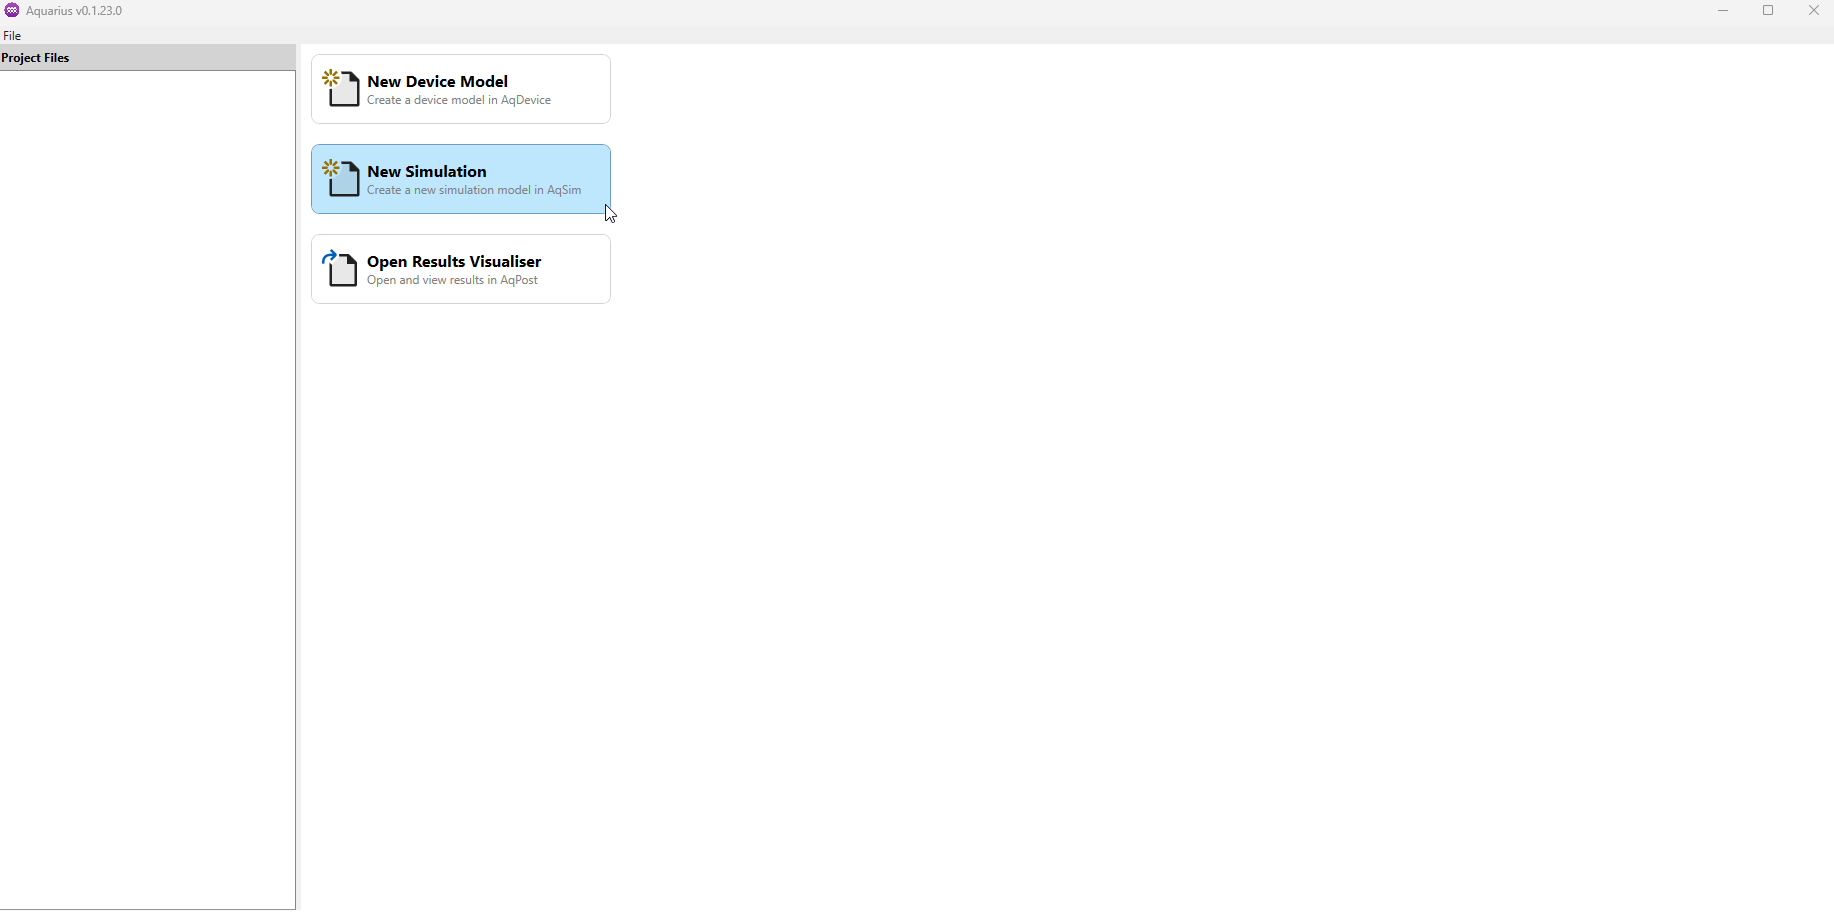 Aquarius v0.1.23.0
File
Project Files
New Device Model
Create a device model in AqDevice
New Simulation
Create a new simulation model in AqSim
Open Results Visualiser
Open and view results in AqPost